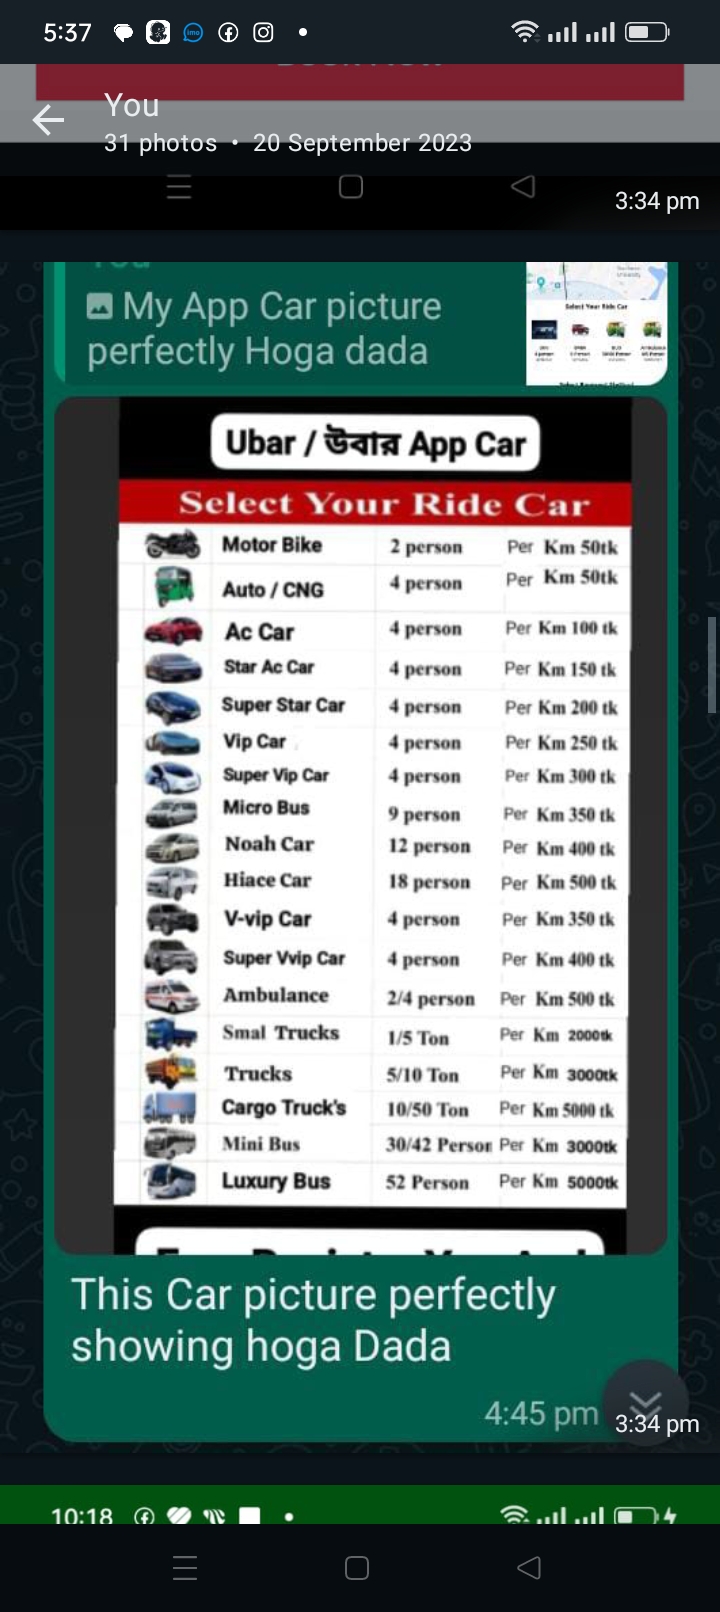 5:37
You
31 photos • 20 September 2023
3:34 pm
My App Car picture
perfectly Hoga dada
Select Your Ride Car
Ubar / উবার App Car
Select Your Ride Car
Motor Bike 2 person Per Km 50tk
Auto / CNG 4 person Per Km 50tk
Ac Car 4 person Per Km 100 tk
Star Ac Car 4 person Per Km 150 tk
Super Star Car 4 person Per Km 200 tk
Vip Car 4 person Per Km 250 tk
Super Vip Car 4 person Per Km 300 tk
Micro Bus 9 person Per Km 350 tk
Noah Car 12 person Per Km 400 tk
Hiace Car 18 person Per Km 500 tk
V-vip Car 4 person Per Km 350 tk
Super Vvip Car 4 person Per Km 400 tk
Ambulance 2/4 person Per Km 500 tk
Smal Trucks 1/5 Ton Per Km 2000tk
Trucks 5/10 Ton Per Km 3000tk
Cargo Truck's 10/50 Ton Per Km 5000 tk
Mini Bus 30/42 Person Per Km 3000tk
Luxury Bus 52 Person Per Km 5000tk
This Car picture perfectly
showing hoga Dada
4:45 pm
3:34 pm
10:18